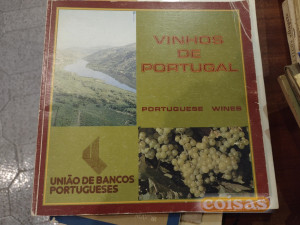 VINHOS
DE
PORTUGAL
PORTUGUESE WINES
UNIÃO DE BANCOS
PORTUGUESES
coisas